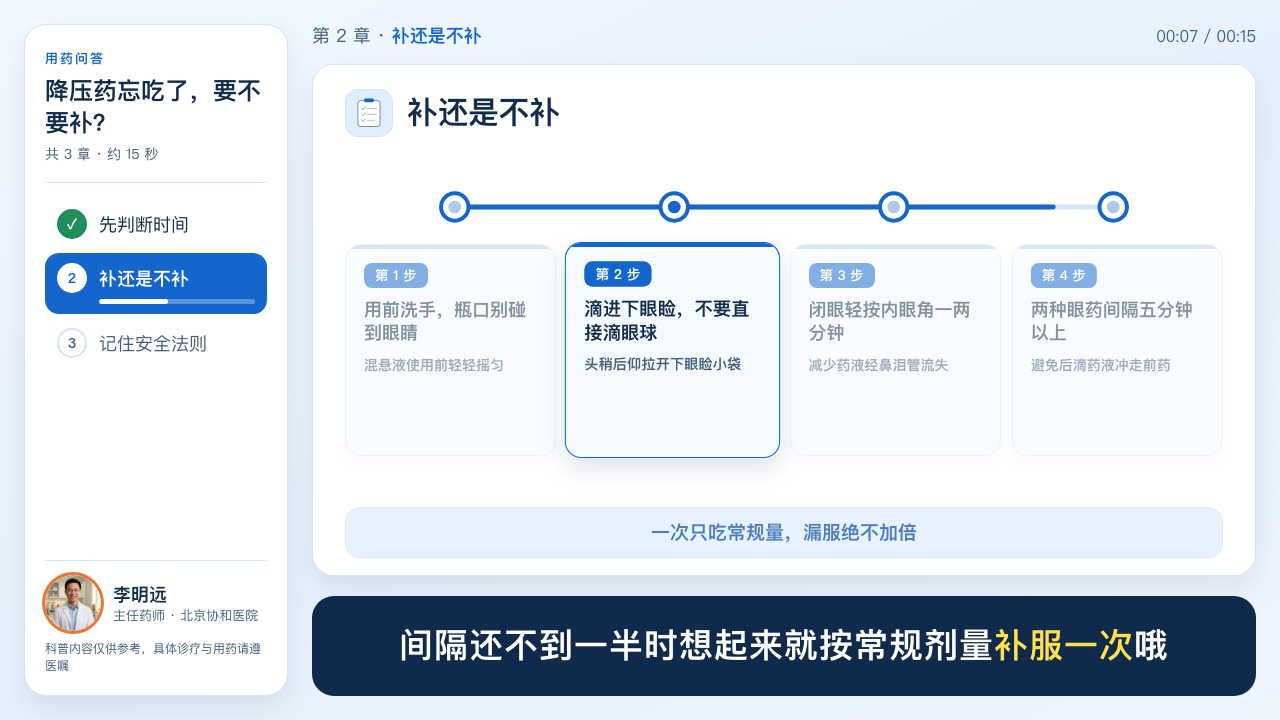 用药问答
降压药忘吃了，要不
要补？
共 3 章 · 约 15 秒
✓ 先判断时间
2 补还是不补
3 记住安全法则
李明远
主任药师 · 北京协和医院
科普内容仅供参考，具体诊疗与用药请遵
医嘱
第 2 章 · 补还是不补
00:07 / 00:15
补还是不补
第 1 步
用前洗手，瓶口别碰
到眼睛
混悬液使用前轻轻摇匀
第 2 步
滴进下眼睑，不要直
接滴眼球
头稍后仰拉开下眼睑小袋
第 3 步
闭眼轻按内眼角一两
分钟
减少药液经鼻泪管流失
第 4 步
两种眼药间隔五分钟
以上
避免后滴药液冲走前药
一次只吃常规量，漏服绝不加倍
间隔还不到一半时想起来就按常规剂量补服一次哦